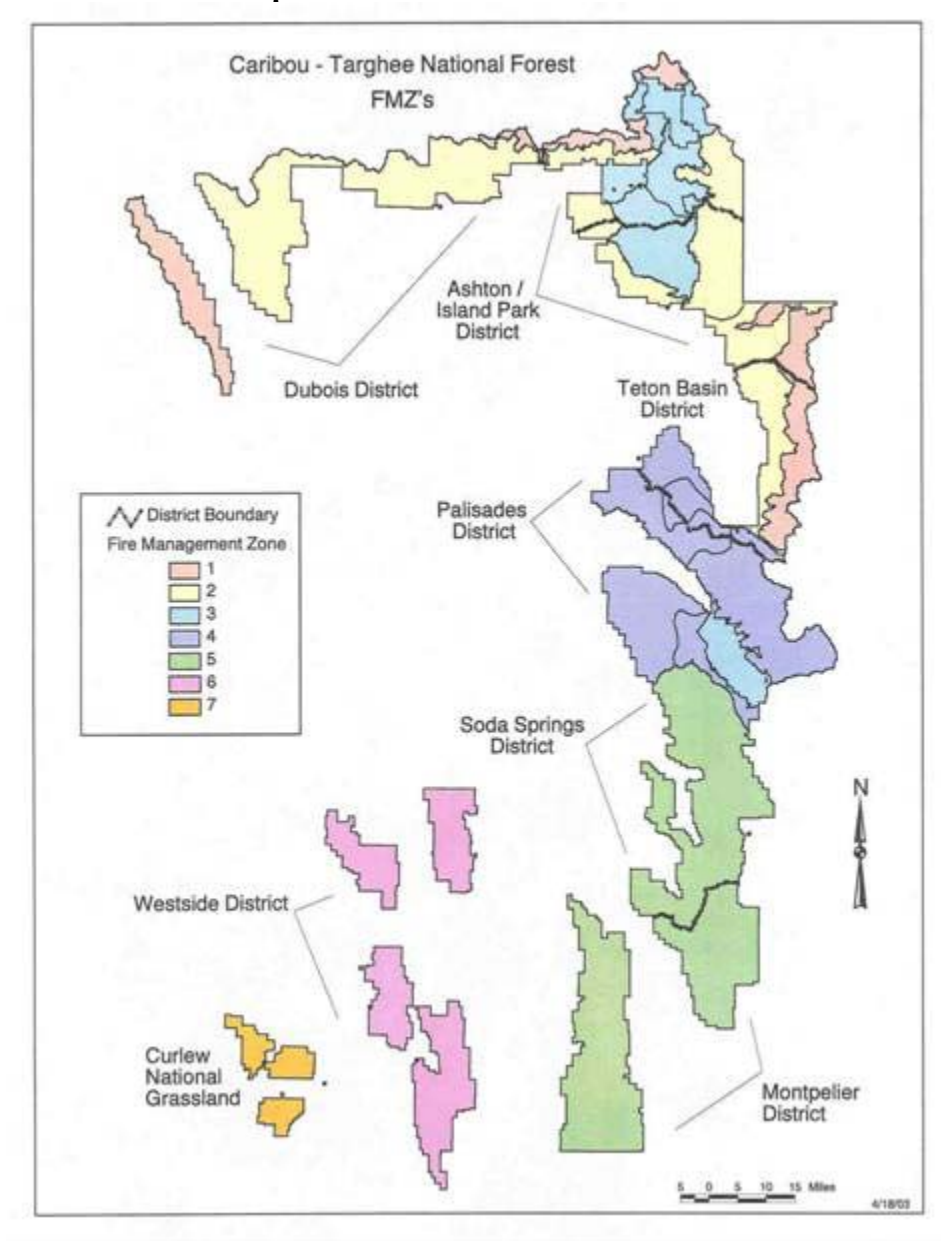 Caribou - Targhee National Forest
FMZ's
Ashton /
Island Park
District
Dubois District
Teton Basin
District
Palisades
District
District Boundary
Fire Management Zone
1
2
3
4
5
6
7
Soda Springs
District
N
Westside District
Curlew
National
Grassland
Montpelier
District
5 0 5 10 15 Miles
4/18/03